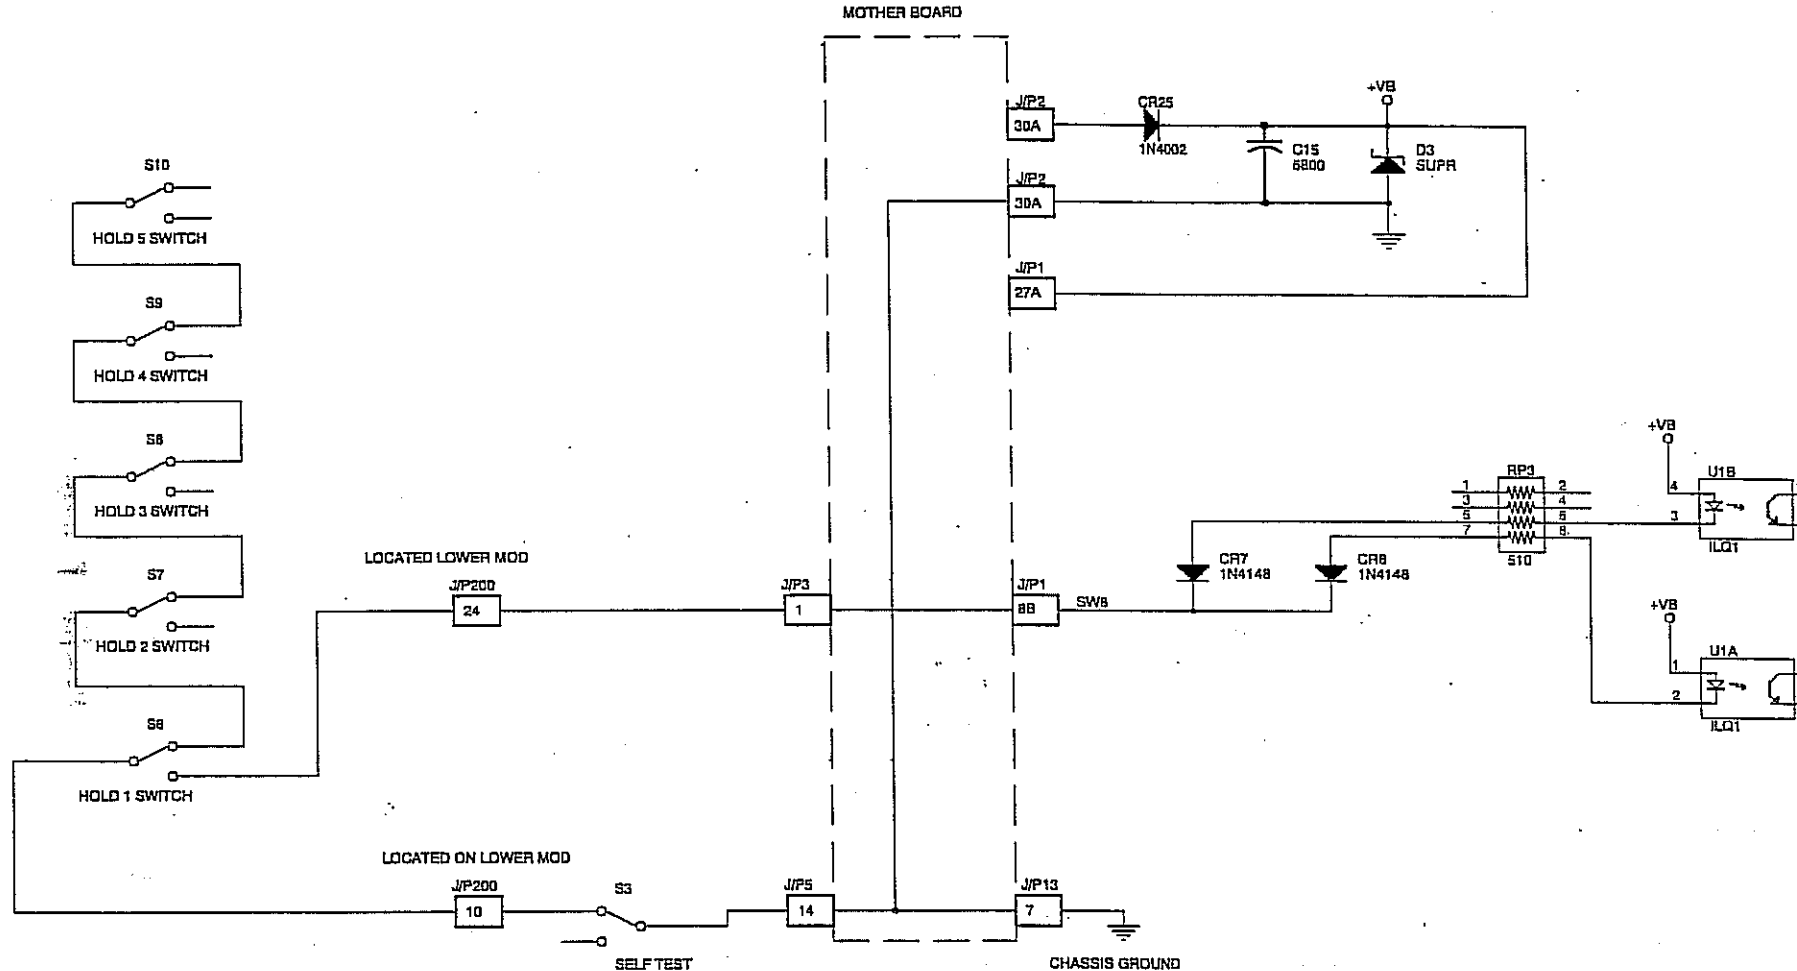 MOTHER BOARD
J/P2
30A
CR25
1N4002
+VB
C15
6800
D3
SUPR
J/P2
30A
J/P1
27A
S10
HOLD 5 SWITCH
S9
HOLD 4 SWITCH
S8
HOLD 3 SWITCH
S7
HOLD 2 SWITCH
S6
HOLD 1 SWITCH
LOCATED LOWER MOD
J/P200
24
J/P3
1
J/P1
8B
SW8
CR7
1N4148
CR8
1N4148
RP3
1 2
3 4
5 6
7 8
510
+VB
U1B
4
3
ILQ1
+VB
U1A
1
2
ILQ1
LOCATED ON LOWER MOD
J/P200
10
S3
SELF TEST
J/P5
14
J/P13
7
CHASSIS GROUND